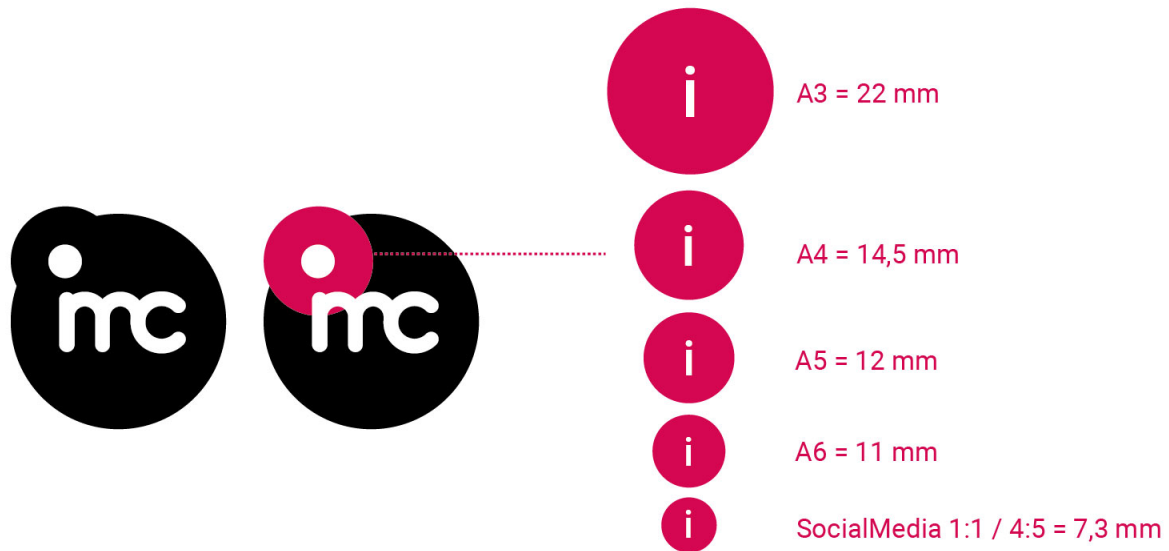 imc
imc
i
A3 = 22 mm
i
A4 = 14,5 mm
i
A5 = 12 mm
i
A6 = 11 mm
i
SocialMedia 1:1 / 4:5 = 7,3 mm